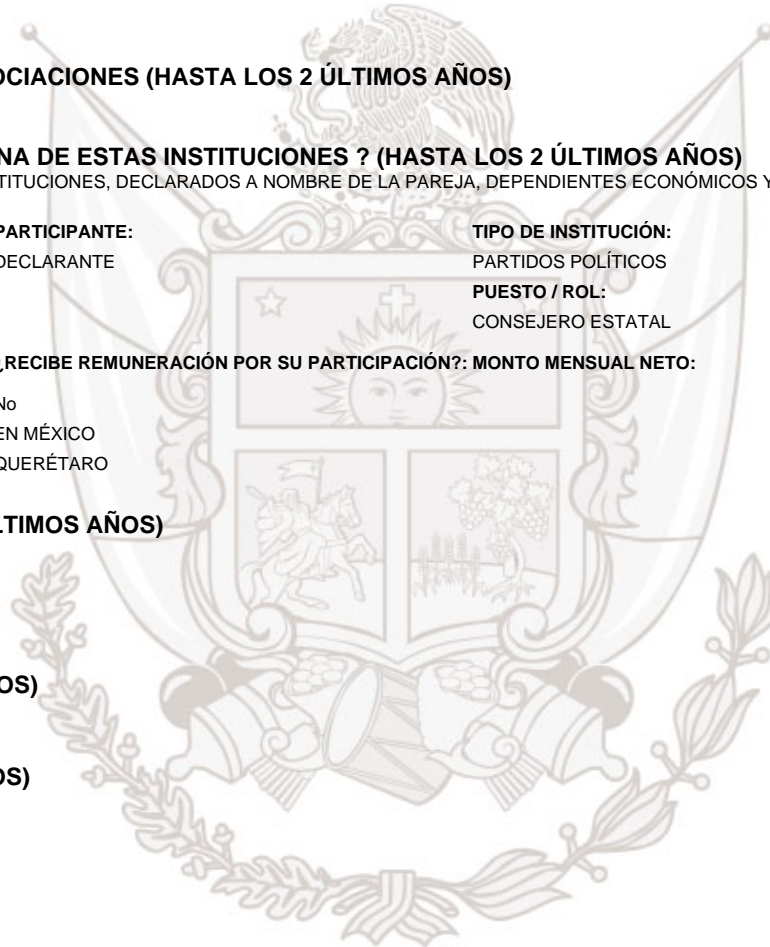 OCIACIONES (HASTA LOS 2 ÚLTIMOS AÑOS)
NA DE ESTAS INSTITUCIONES ? (HASTA LOS 2 ÚLTIMOS AÑOS)
TITUCIONES, DECLARADOS A NOMBRE DE LA PAREJA, DEPENDIENTES ECONÓMICOS Y
PARTICIPANTE: TIPO DE INSTITUCIÓN:
DECLARANTE PARTIDOS POLÍTICOS
PUESTO / ROL:
CONSEJERO ESTATAL
¿RECIBE REMUNERACIÓN POR SU PARTICIPACIÓN?: MONTO MENSUAL NETO:
No
EN MÉXICO
QUERÉTARO
LTIMOS AÑOS)
OS)
OS)